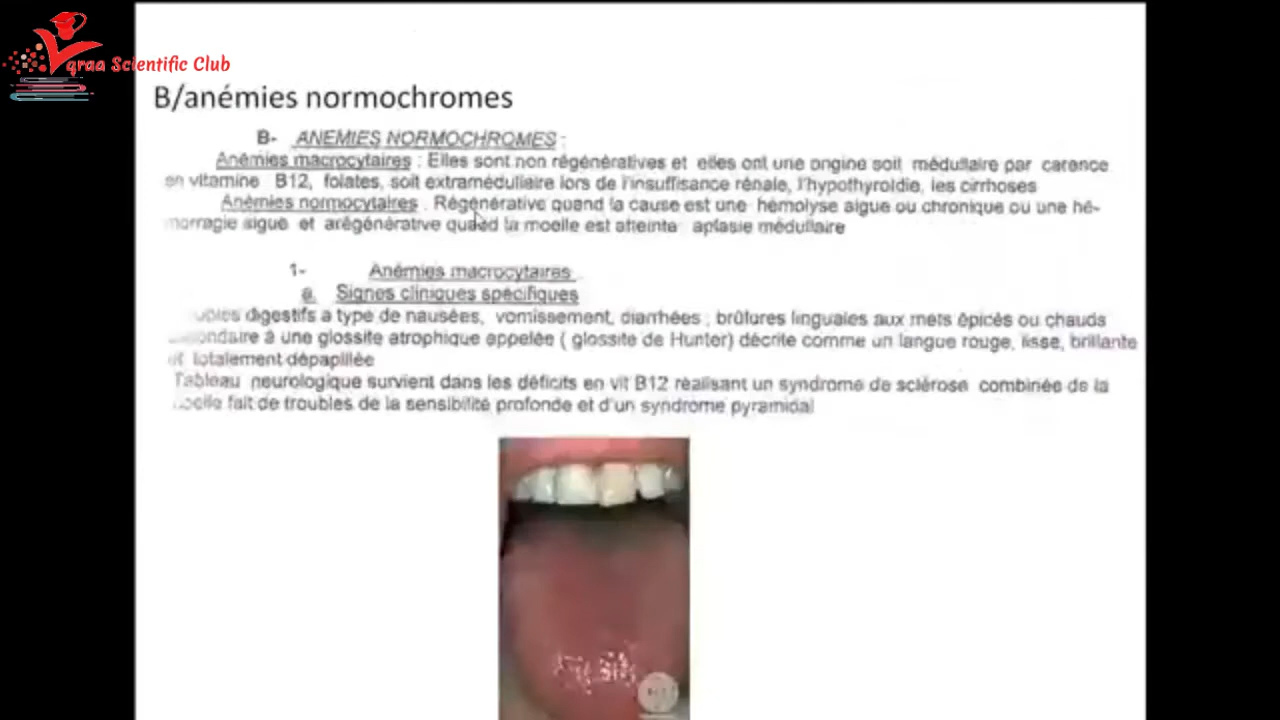 qraa Scientific Club
B/anémies normochromes
B- ANEMIES NORMOCHROMES :
Anémies macrocytaires : Elles sont non régénératives et elles ont une origine soit médullaire par carence
en vitamine B12, folates, soit extramédullaire lors de l'insuffisance rénale, l'hypothyroïdie, les cirrhoses
Anémies normocytaires . Régénérative quand la cause est une hémolyse aigue ou chronique ou une hé-
morragie aigue et arégénérative quand la moelle est atteinte aplasie médullaire
1- Anémies macrocytaires
a. Signes cliniques spécifiques
digestifs a type de nausées, vomissement, diarrhées ; brûlures linguales aux mets épicés ou chauds
à une glossite atrophique appelée ( glossite de Hunter) décrite comme un langue rouge, lisse, brillante
et totalement dépapillée
Tableau neurologique survient dans les déficits en vit B12 réalisant un syndrome de sclérose combinée de la
fait de troubles de la sensibilité profonde et d'un syndrome pyramidal